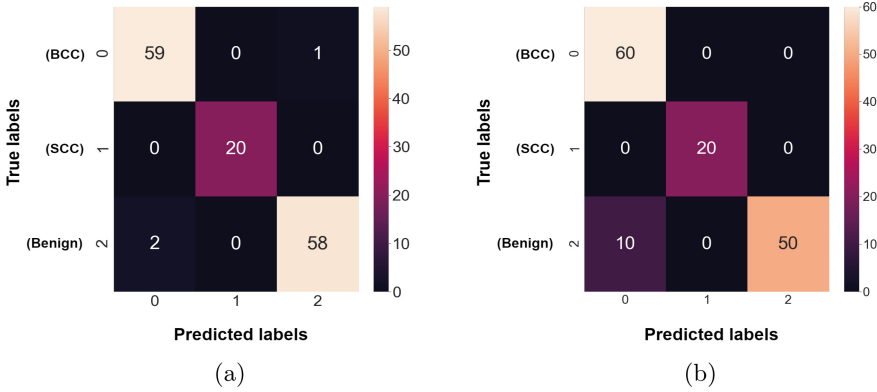 (BCC) 0 59 0 1
(SCC) 1 0 20 0
(Benign) 2 2 0 58
0 1 2
True labels
Predicted labels
50
40
30
20
10
0
(a)
(BCC) 0 60 0 0
(SCC) 1 0 20 0
(Benign) 2 10 0 50
0 1 2
True labels
Predicted labels
60
50
40
30
20
10
0
(b)